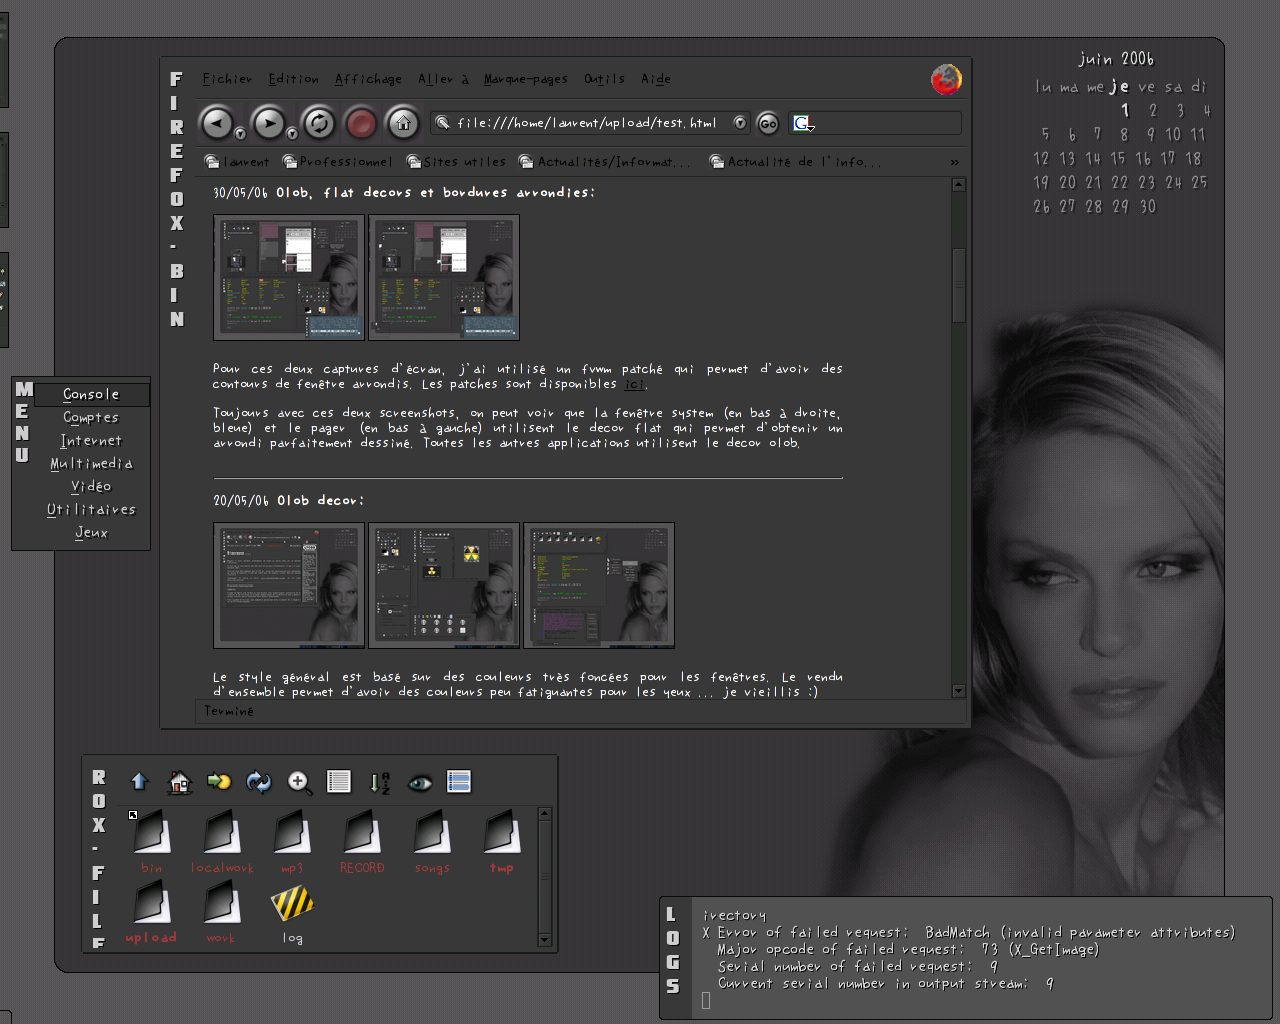 FIREFOX-BIN
Fichier Edition Affichage Aller à Marque-pages Outils Aide
file:///home/laurent/upload/test.html
Go
G
laurent Professionnel Sites utiles Actualités/Informat... Actualité de l'info... »
30/05/06 Olob, flat decors et bordures arrondies:
Pour ces deux captures d'écran, j'ai utilisé un fvwm patché qui permet d'avoir des
contours de fenêtre arrondis. Les patches sont disponibles ici.
Toujours avec ces deux screenshots, on peut voir que la fenêtre system (en bas à droite,
bleue) et le pager (en bas à gauche) utilisent le decor flat qui permet d'obtenir un
arrondi parfaitement dessiné. Toutes les autres applications utilisent le decor olob.
20/05/06 Olob decor:
Le style général est basé sur des couleurs très foncées pour les fenêtres. Le rendu
d'ensemble permet d'avoir des couleurs peu fatiguantes pour les yeux ... je vieillis :)
Terminé
juin 2006
lu ma me je ve sa di
1 2 3 4
5 6 7 8 9 10 11
12 13 14 15 16 17 18
19 20 21 22 23 24 25
26 27 28 29 30
MENU
Console
Comptes
Internet
Multimedia
Vidéo
Utilitaires
Jeux
ROX-FILE
A
Z
bin localwork mp3 RECORD songs tmp
upload work log
LOGS
irectory
X Error of failed request:  BadMatch (invalid parameter attributes)
Major opcode of failed request:  73 (X_GetImage)
Serial number of failed request:  9
Current serial number in output stream:  9